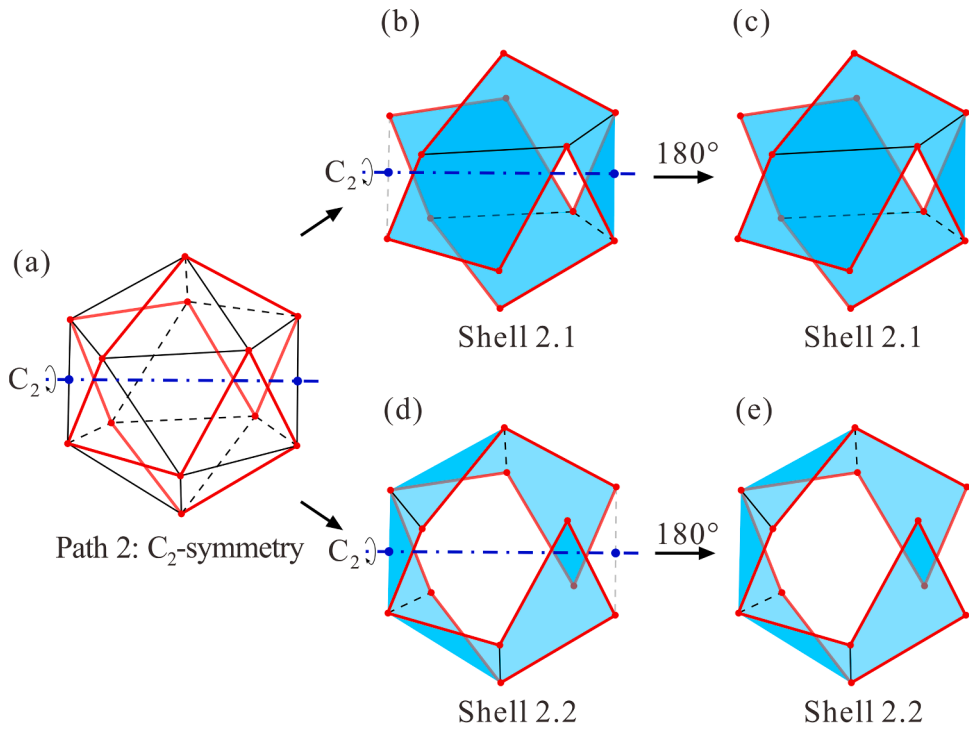 (b)
(c)
C₂
180°
Shell 2.1
Shell 2.1
(a)
C₂
Path 2: C₂-symmetry
(d)
(e)
C₂
180°
Shell 2.2
Shell 2.2